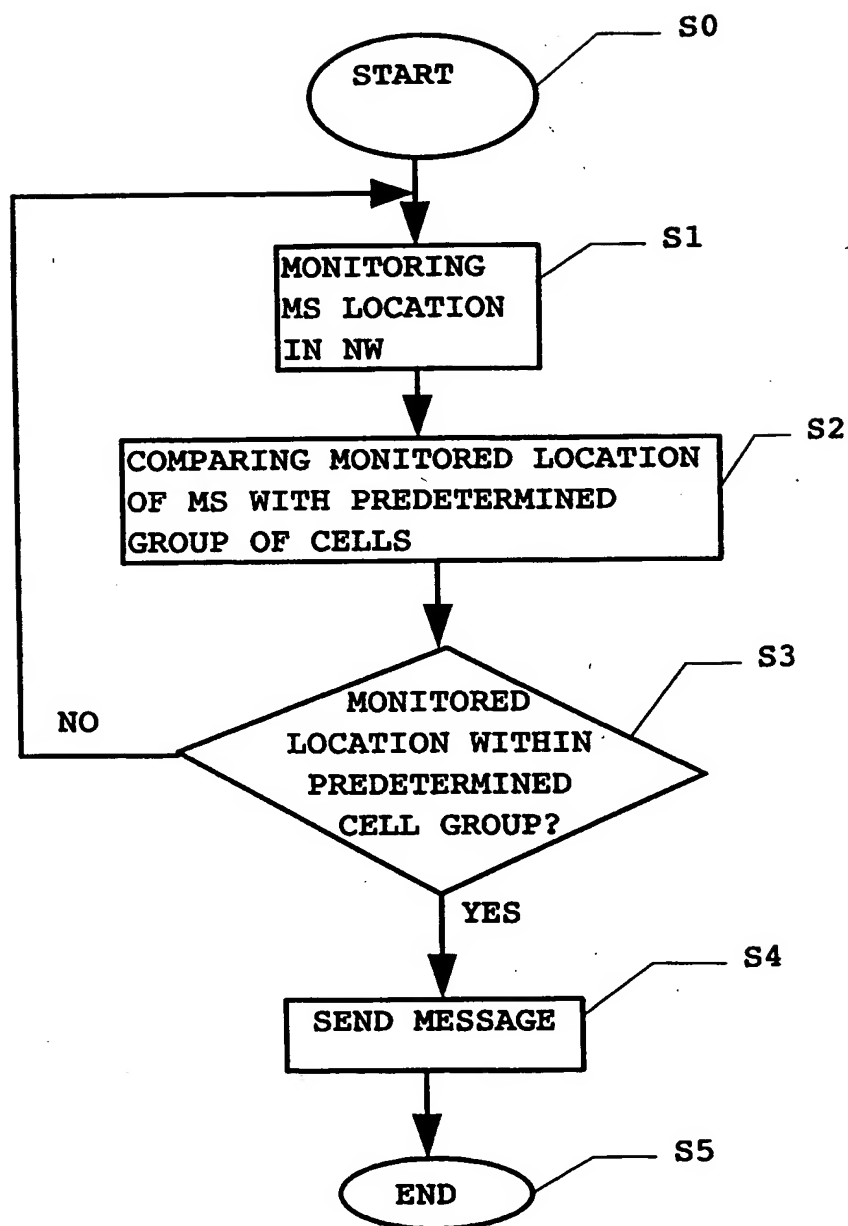 S0
START
S1
MONITORING
MS LOCATION
IN NW
S2
COMPARING MONITORED LOCATION
OF MS WITH PREDETERMINED
GROUP OF CELLS
S3
MONITORED
LOCATION WITHIN
PREDETERMINED
CELL GROUP?
NO
YES
S4
SEND MESSAGE
S5
END